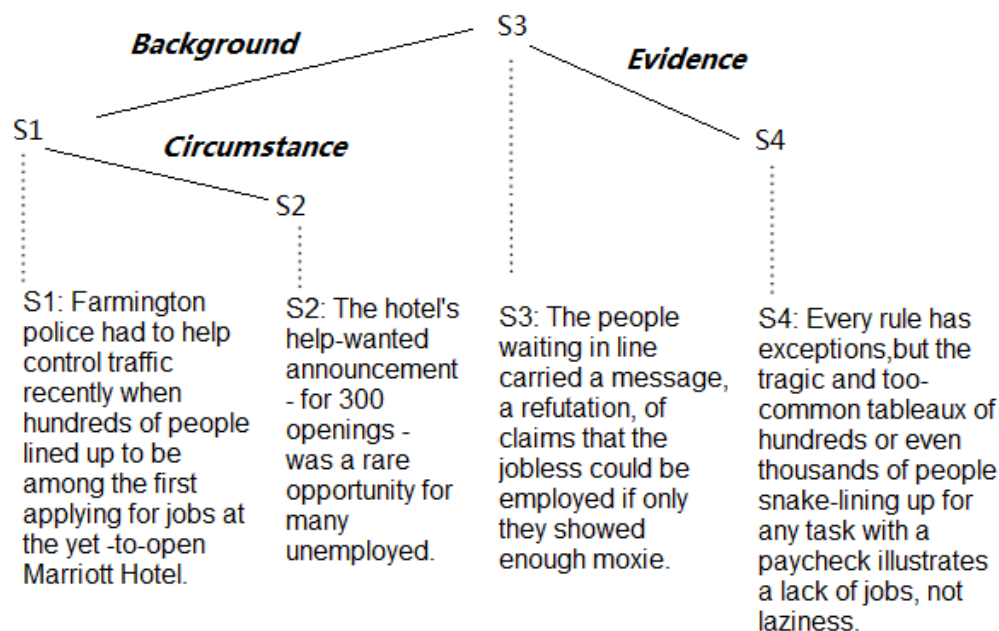 Background
S3
Evidence
S1
Circumstance
S4
S2
S1: Farmington
police had to help
control traffic
recently when
hundreds of people
lined up to be
among the first
applying for jobs at
the yet -to-open
Marriott Hotel.
S2: The hotel's
help-wanted
announcement
- for 300
openings -
was a rare
opportunity for
many
unemployed.
S3: The people
waiting in line
carried a message,
a refutation, of
claims that the
jobless could be
employed if only
they showed
enough moxie.
S4: Every rule has
exceptions,but the
tragic and too-
common tableaux of
hundreds or even
thousands of people
snake-lining up for
any task with a
paycheck illustrates
a lack of jobs, not
laziness.